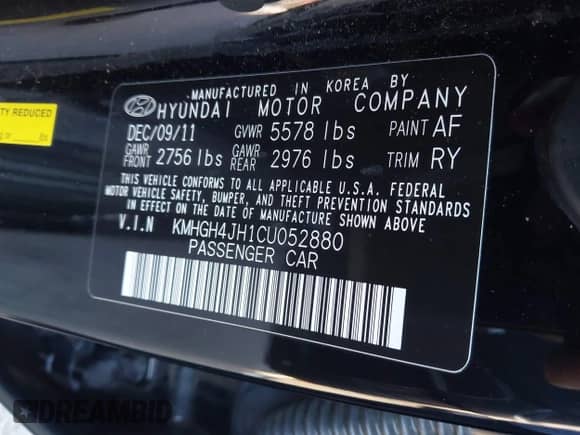 MANUFACTURED IN KOREA BY
HYUNDAI MOTOR COMPANY
DEC/09/11 GVWR 5578 lbs PAINT AF
GAWR FRONT 2756 lbs GAWR REAR 2976 lbs TRIM RY
THIS VEHICLE CONFORMS TO ALL APPLICABLE U.S.A. FEDERAL
MOTOR VEHICLE SAFETY, BUMPER, AND THEFT PREVENTION STANDARDS
IN EFFECT ON THE DATE OF MANUFACTURE SHOWN ABOVE
V.I.N KMHGH4JH1CU052880
PASSENGER CAR
TY REDUCED
lbs
DREAMBID